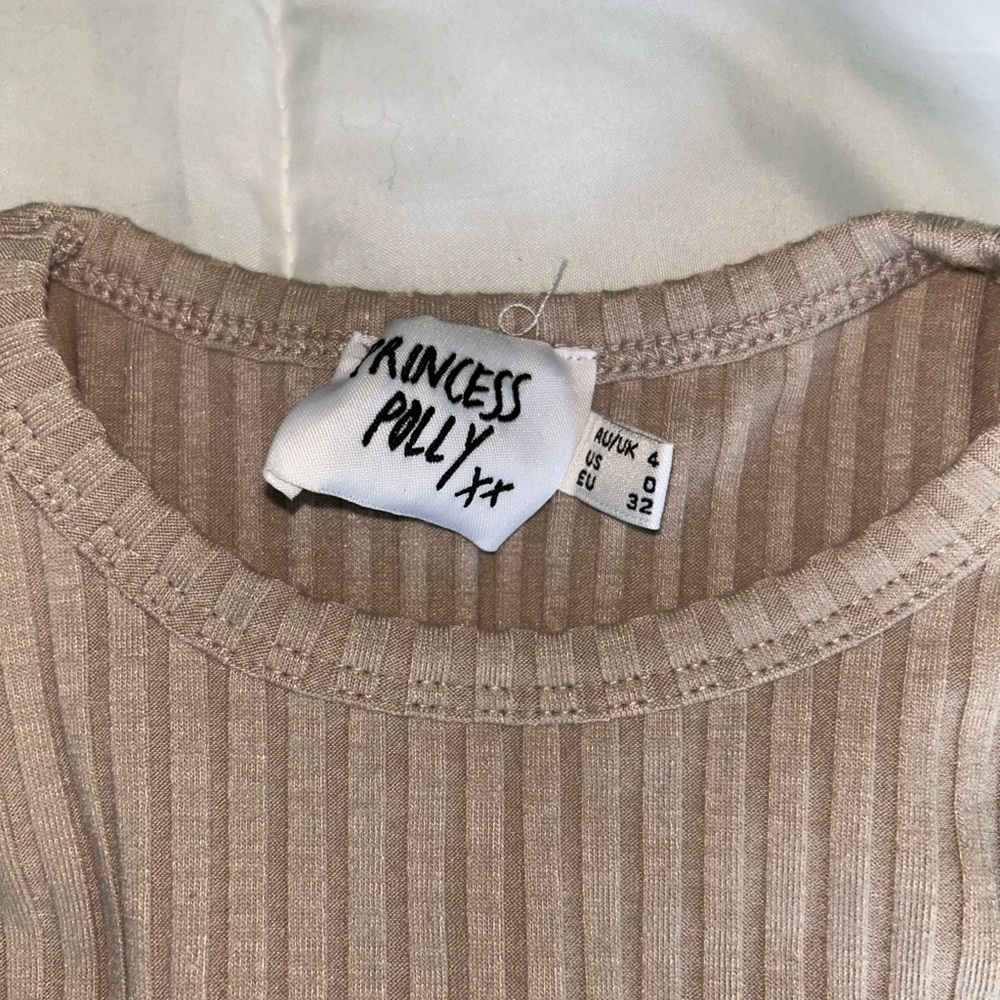 PRINCESS
POLLY
xx
AU/UK 4
US 0
EU 32